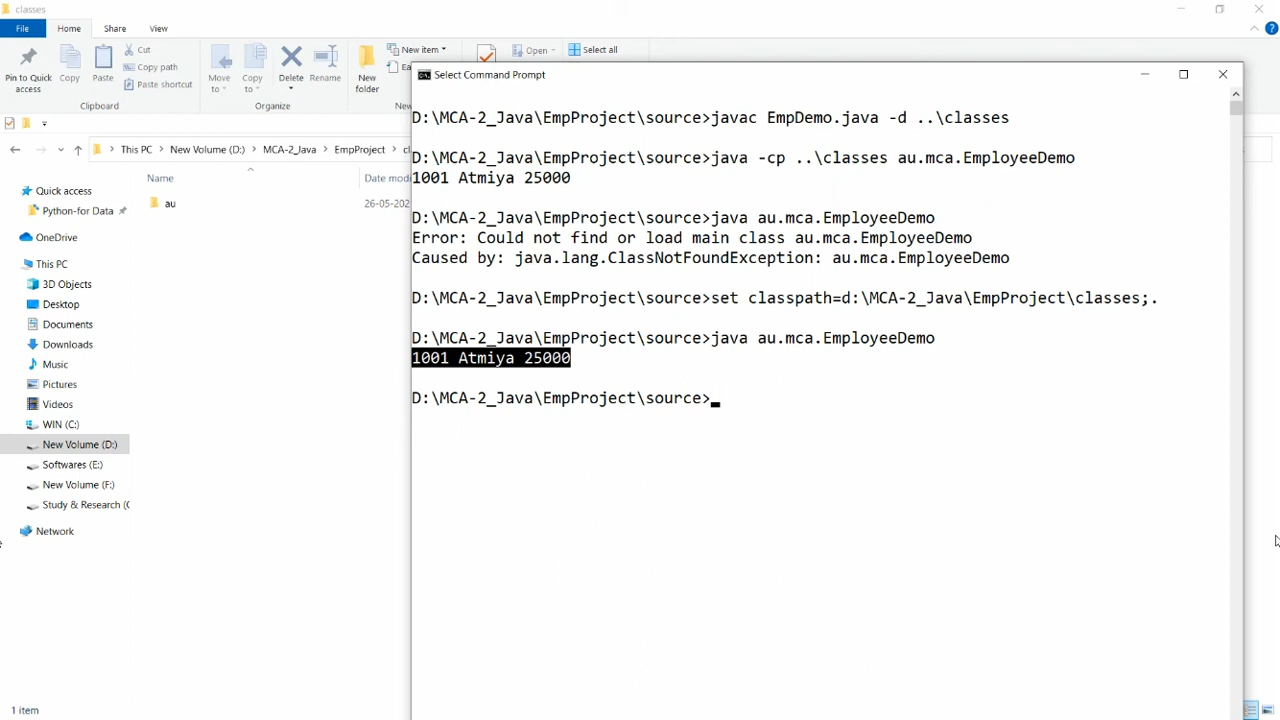 classes
File
Home
Share
View
Pin to Quick access
Copy
Paste
Cut
Copy path
Paste shortcut
Clipboard
Move to
Copy to
Delete
Rename
Organize
New folder
New item
Ea
Nev
Open
Select all
This PC
New Volume (D:)
MCA-2_Java
EmpProject
Quick access
Python-for Data
OneDrive
This PC
3D Objects
Desktop
Documents
Downloads
Music
Pictures
Videos
WIN (C:)
New Volume (D:)
Softwares (E:)
New Volume (F:)
Study & Research (
Network
Name
Date modi
au
26-05-202
1 item
Select Command Prompt
D:\MCA-2_Java\EmpProject\source>javac EmpDemo.java -d ..\classes
D:\MCA-2_Java\EmpProject\source>java -cp ..\classes au.mca.EmployeeDemo
1001 Atmiya 25000
D:\MCA-2_Java\EmpProject\source>java au.mca.EmployeeDemo
Error: Could not find or load main class au.mca.EmployeeDemo
Caused by: java.lang.ClassNotFoundException: au.mca.EmployeeDemo
D:\MCA-2_Java\EmpProject\source>set classpath=d:\MCA-2_Java\EmpProject\classes;.
D:\MCA-2_Java\EmpProject\source>java au.mca.EmployeeDemo
1001 Atmiya 25000
D:\MCA-2_Java\EmpProject\source>